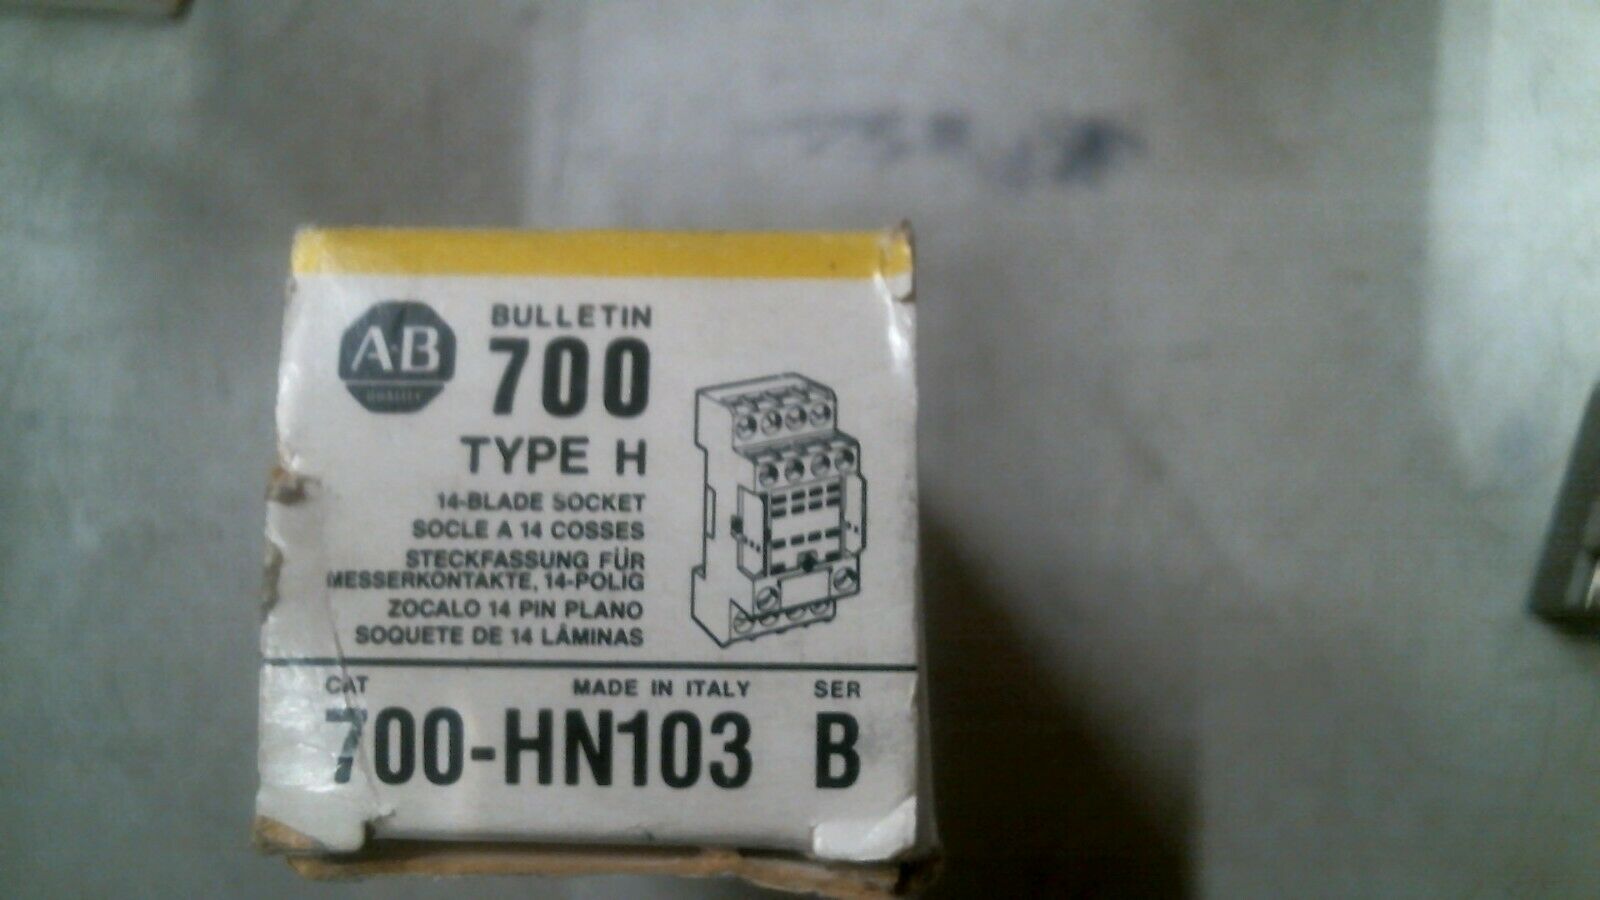 A-B
QUALITY
BULLETIN
700
TYPE H
14-BLADE SOCKET
SOCLE A 14 COSSES
STECKFASSUNG FÜR
MESSERKONTAKTE, 14-POLIG
ZOCALO 14 PIN PLANO
SOQUETE DE 14 LÂMINAS
CAT MADE IN ITALY SER
700-HN103 B